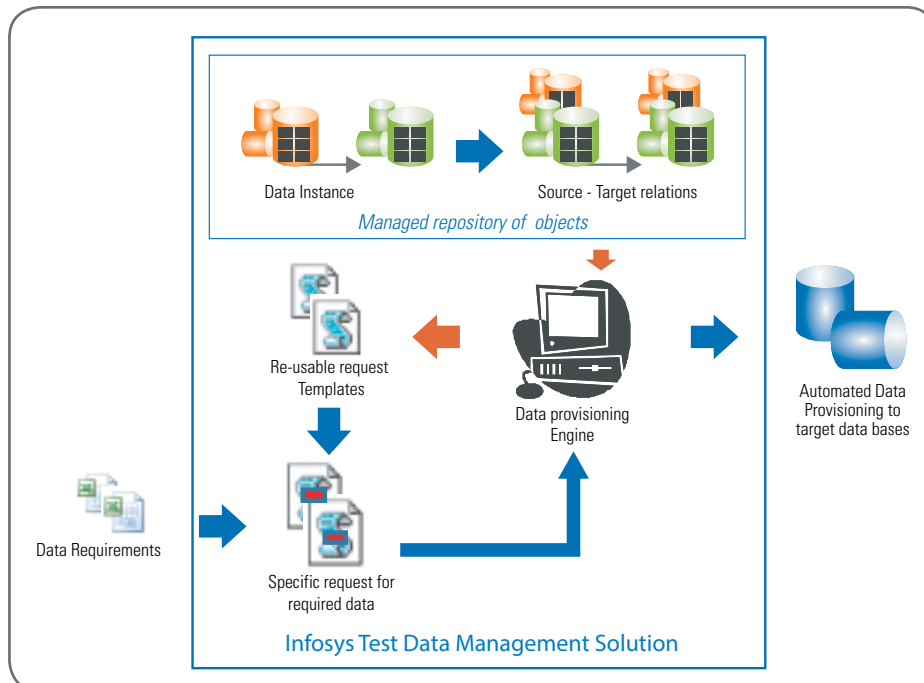 Data Instance
Source - Target relations
Managed repository of objects
Re-usable request
Templates
Data provisioning
Engine
Automated Data
Provisioning to
target data bases
Data Requirements
Specific request for
required data
Infosys Test Data Management Solution